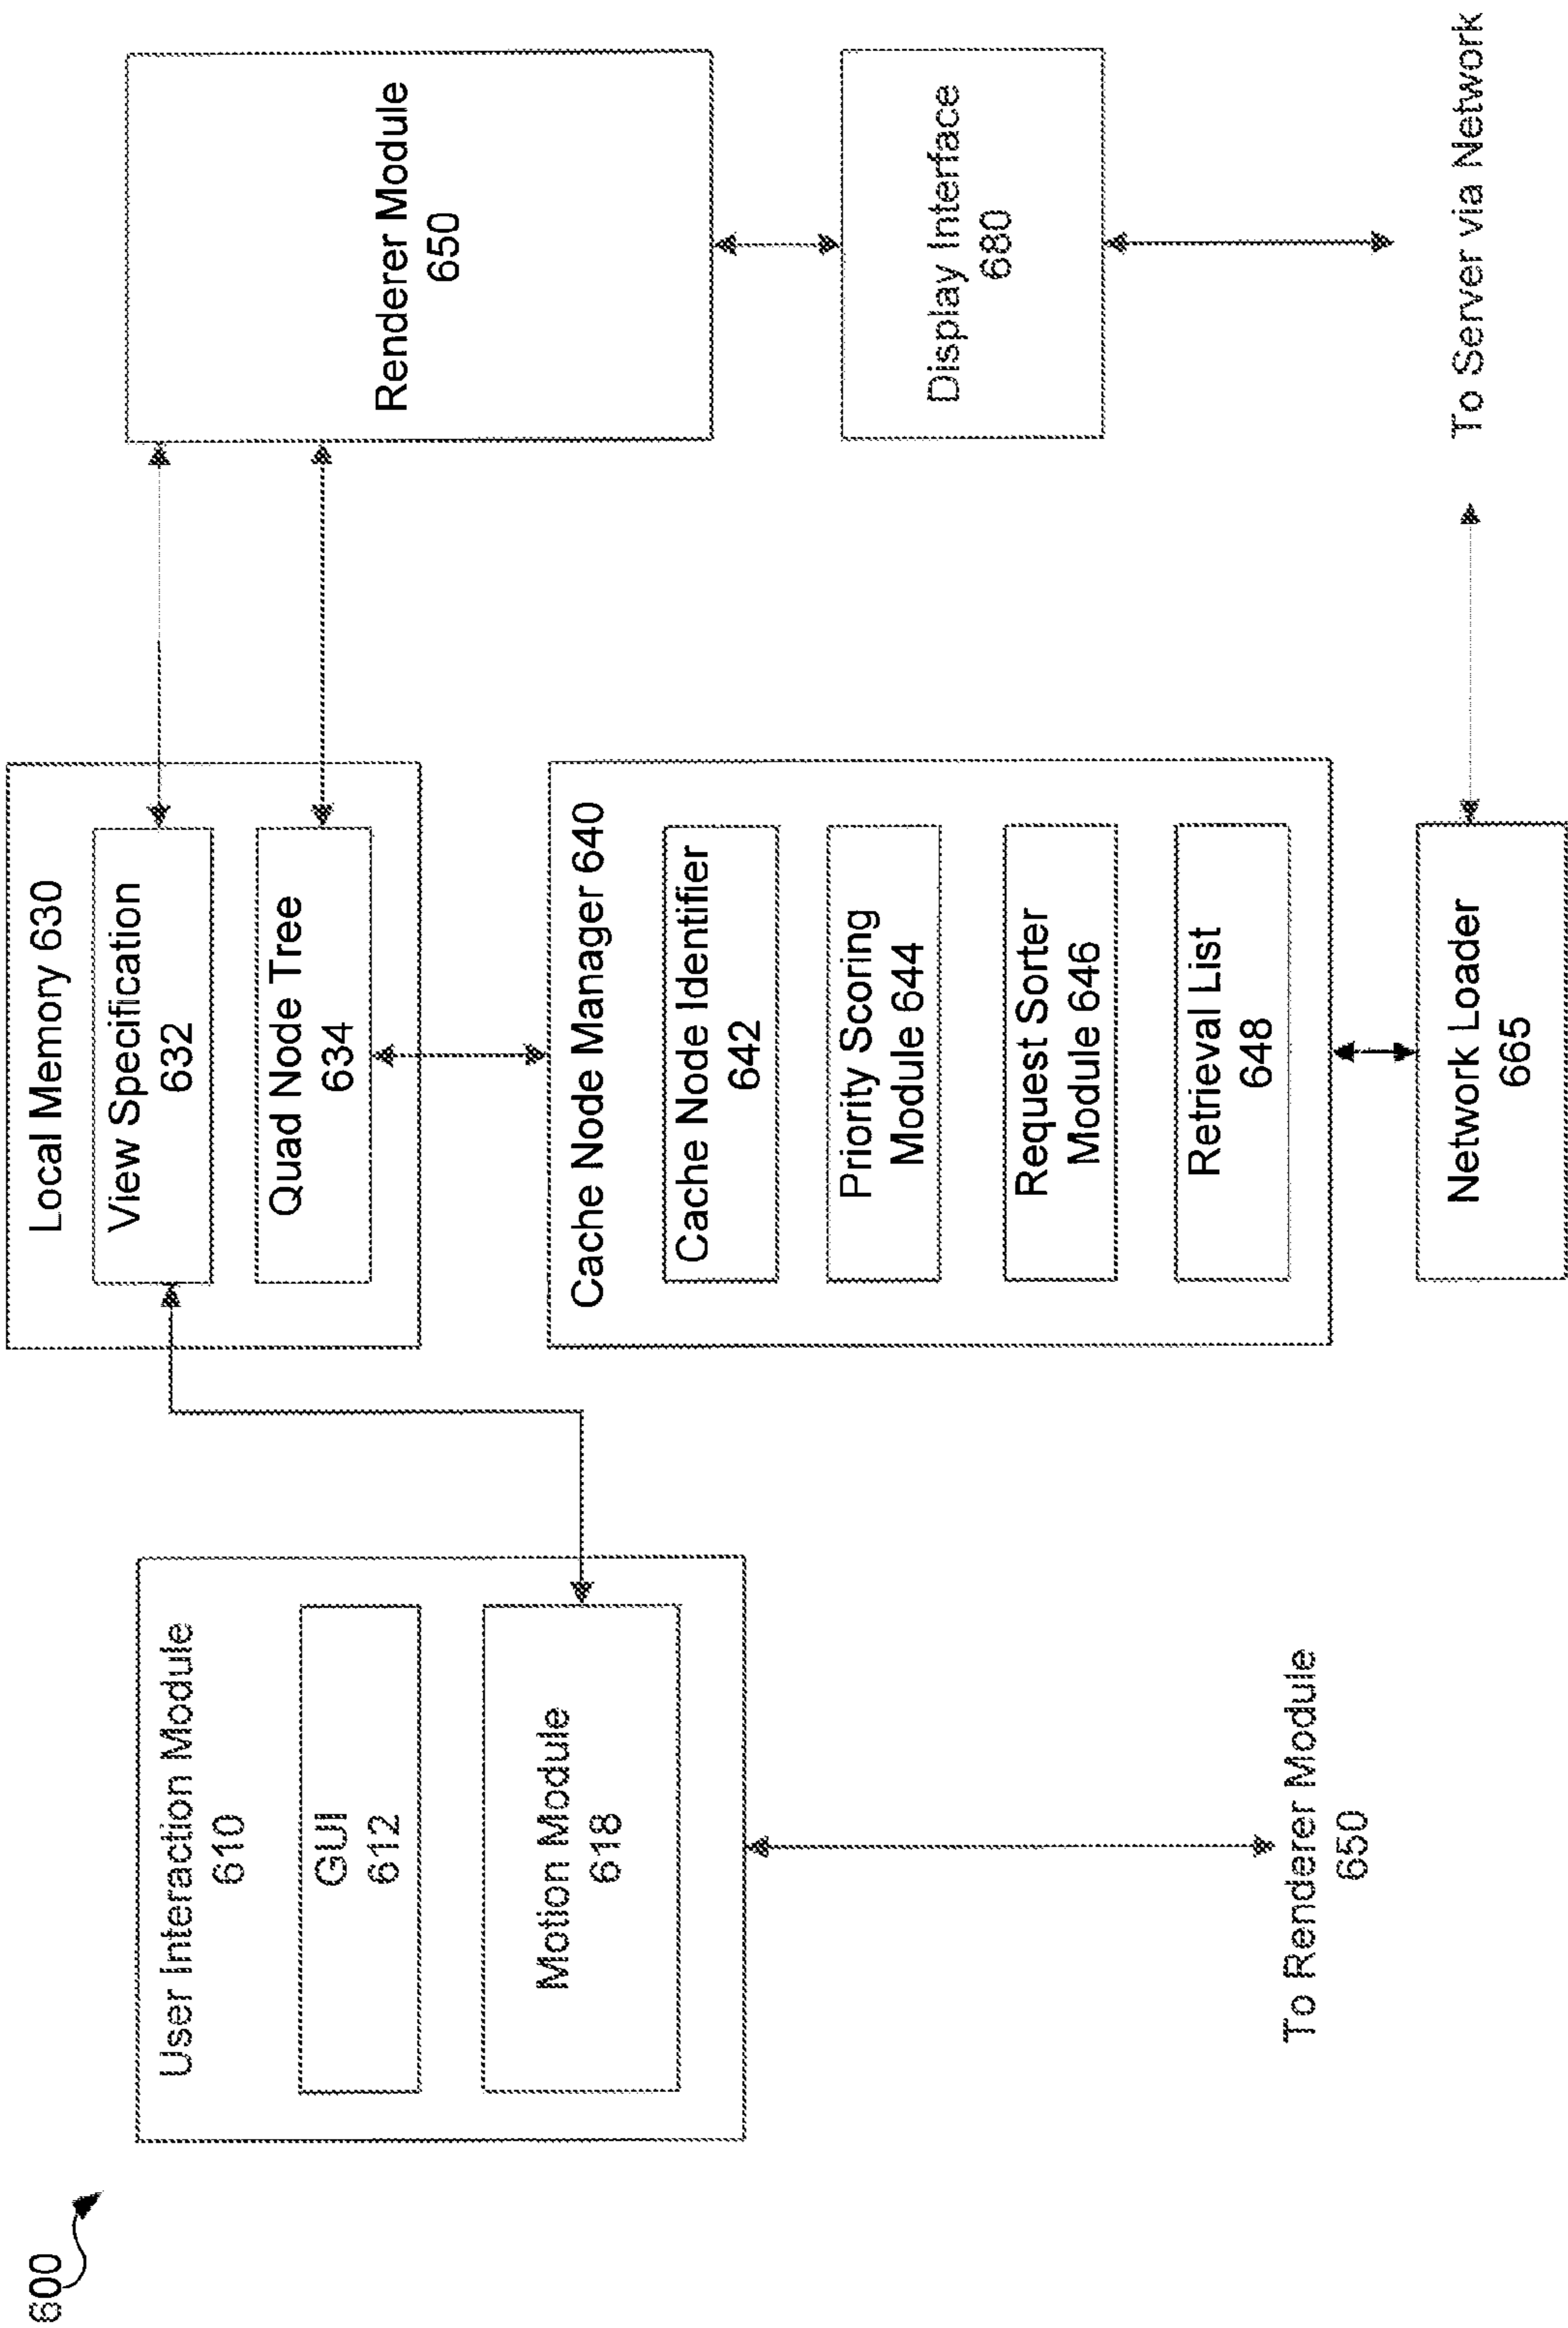 600
User Interaction Module
610
GUI
612
Motion Module
618
To Renderer Module
650
Local Memory 630
View Specification
632
Quad Node Tree
634
Cache Node Manager 640
Cache Node Identifier
642
Priority Scoring
Module 644
Request Sorter
Module 646
Retrieval List
648
Network Loader
665
Renderer Module
650
Display Interface
680
To Server via Network